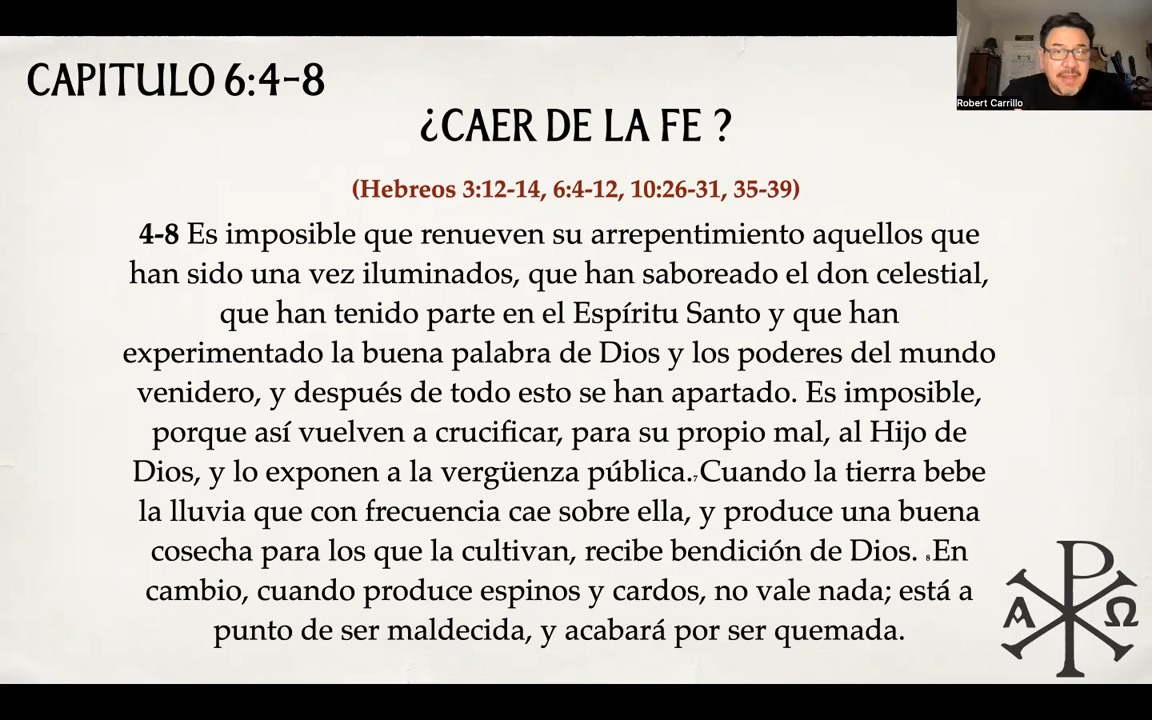 CAPITULO 6:4-8
Robert Carrillo
¿CAER DE LA FE ?
(Hebreos 3:12-14, 6:4-12, 10:26-31, 35-39)
4-8 Es imposible que renueven su arrepentimiento aquellos que
han sido una vez iluminados, que han saboreado el don celestial,
que han tenido parte en el Espíritu Santo y que han
experimentado la buena palabra de Dios y los poderes del mundo
venidero, y después de todo esto se han apartado. Es imposible,
porque así vuelven a crucificar, para su propio mal, al Hijo de
Dios, y lo exponen a la vergüenza pública.7Cuando la tierra bebe
la lluvia que con frecuencia cae sobre ella, y produce una buena
cosecha para los que la cultivan, recibe bendición de Dios. 8En
cambio, cuando produce espinos y cardos, no vale nada; está a
punto de ser maldecida, y acabará por ser quemada.
Α Ω